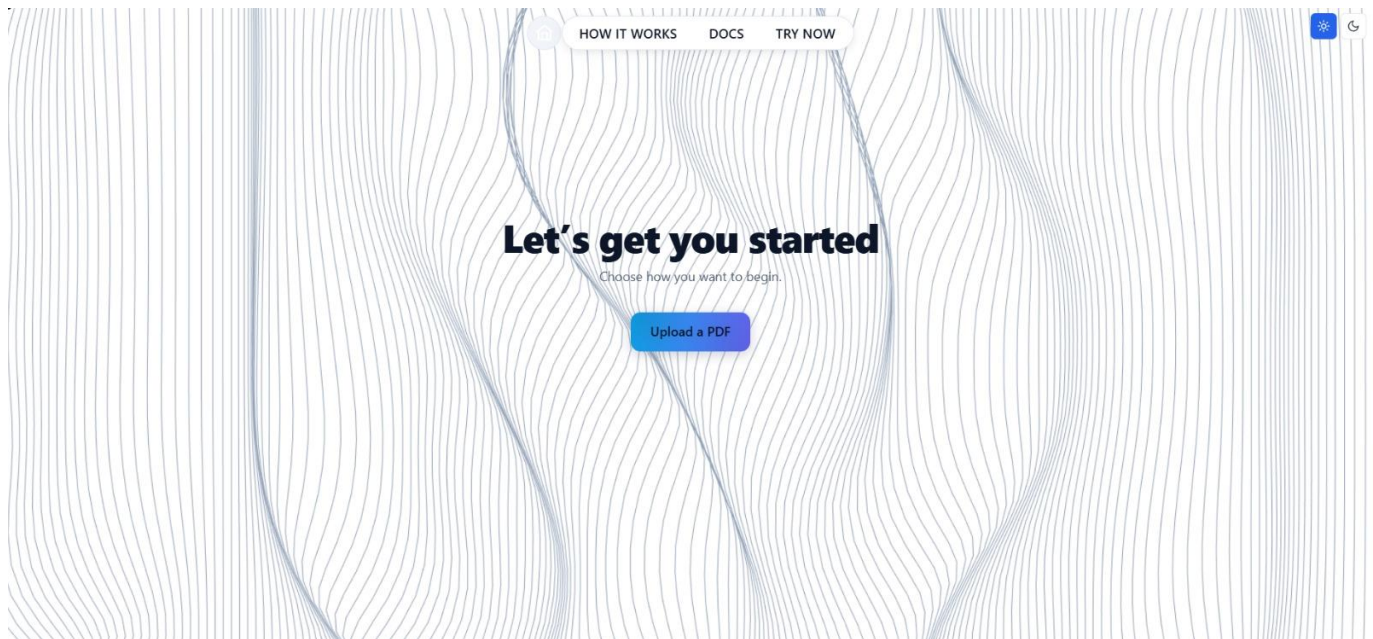 HOW IT WORKS DOCS TRY NOW
Let’s get you started
Choose how you want to begin.
Upload a PDF